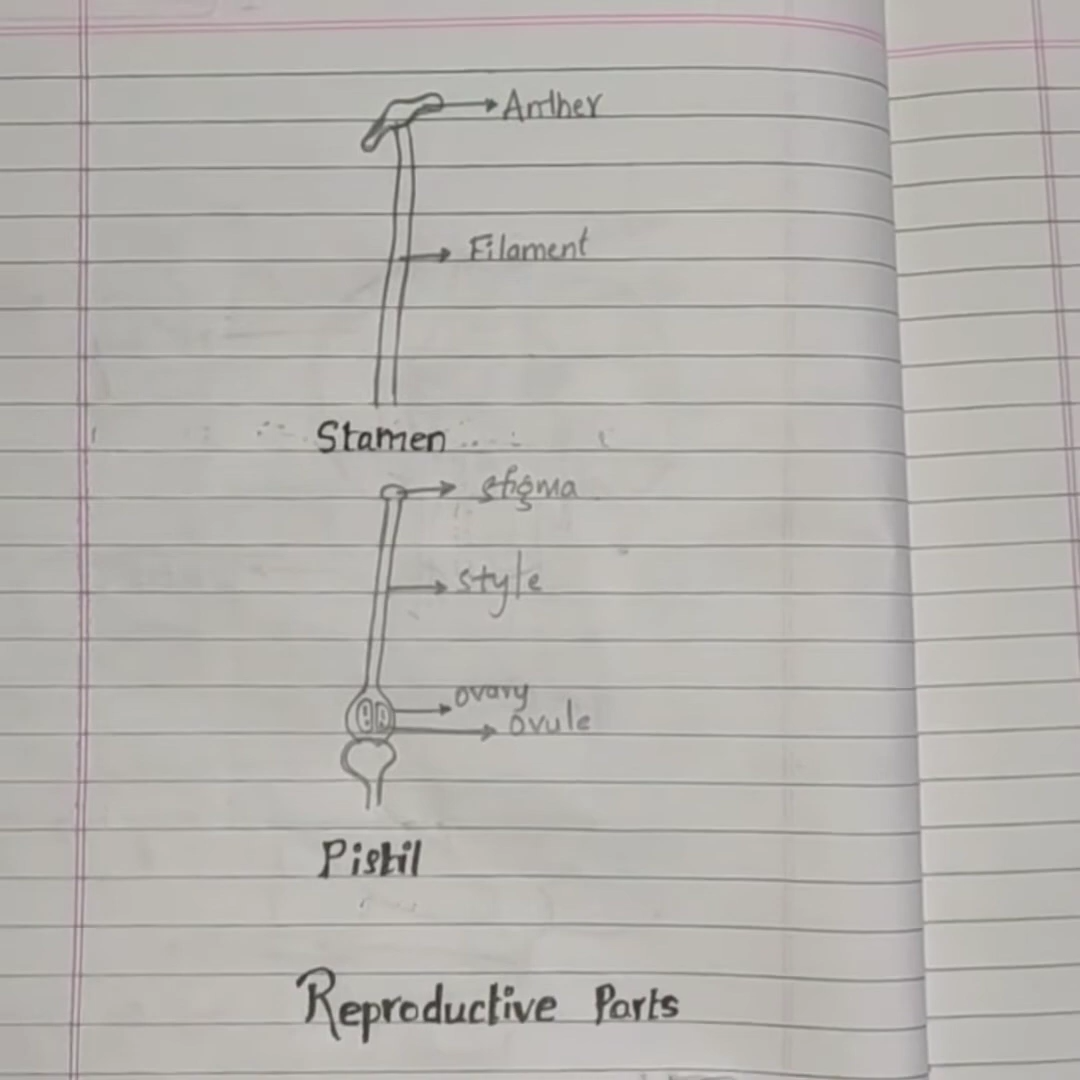 Anther
Filament
Stamen
stigma
style
ovary
ovule
Pistil
Reproductive Parts